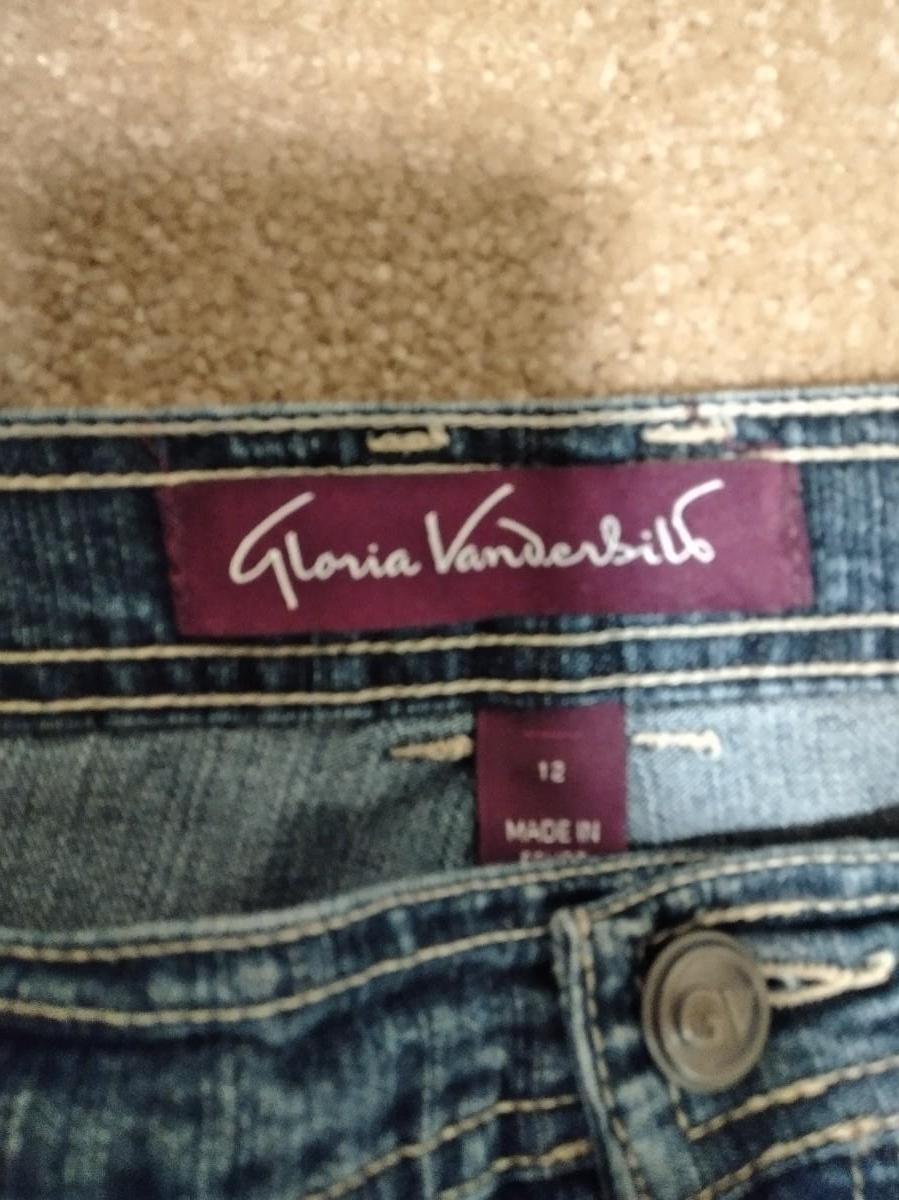 Gloria Vanderbilt
12
MADE IN
GV